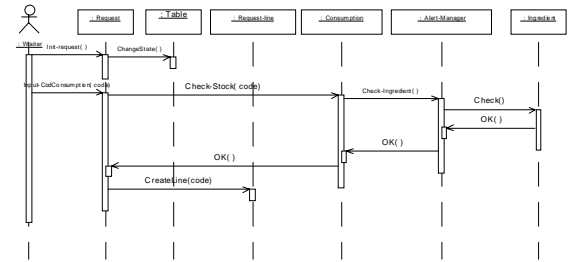 : Request
: Table
: Request-line
: Consumption
: Alert-Manager
: Ingredient
: Waiter
Init-request( )
ChangeState( )
Input-CodConsumption( code)
Check-Stock( code)
Check-Ingredient( )
Check()
OK( )
OK( )
OK( )
CreateLine(code)